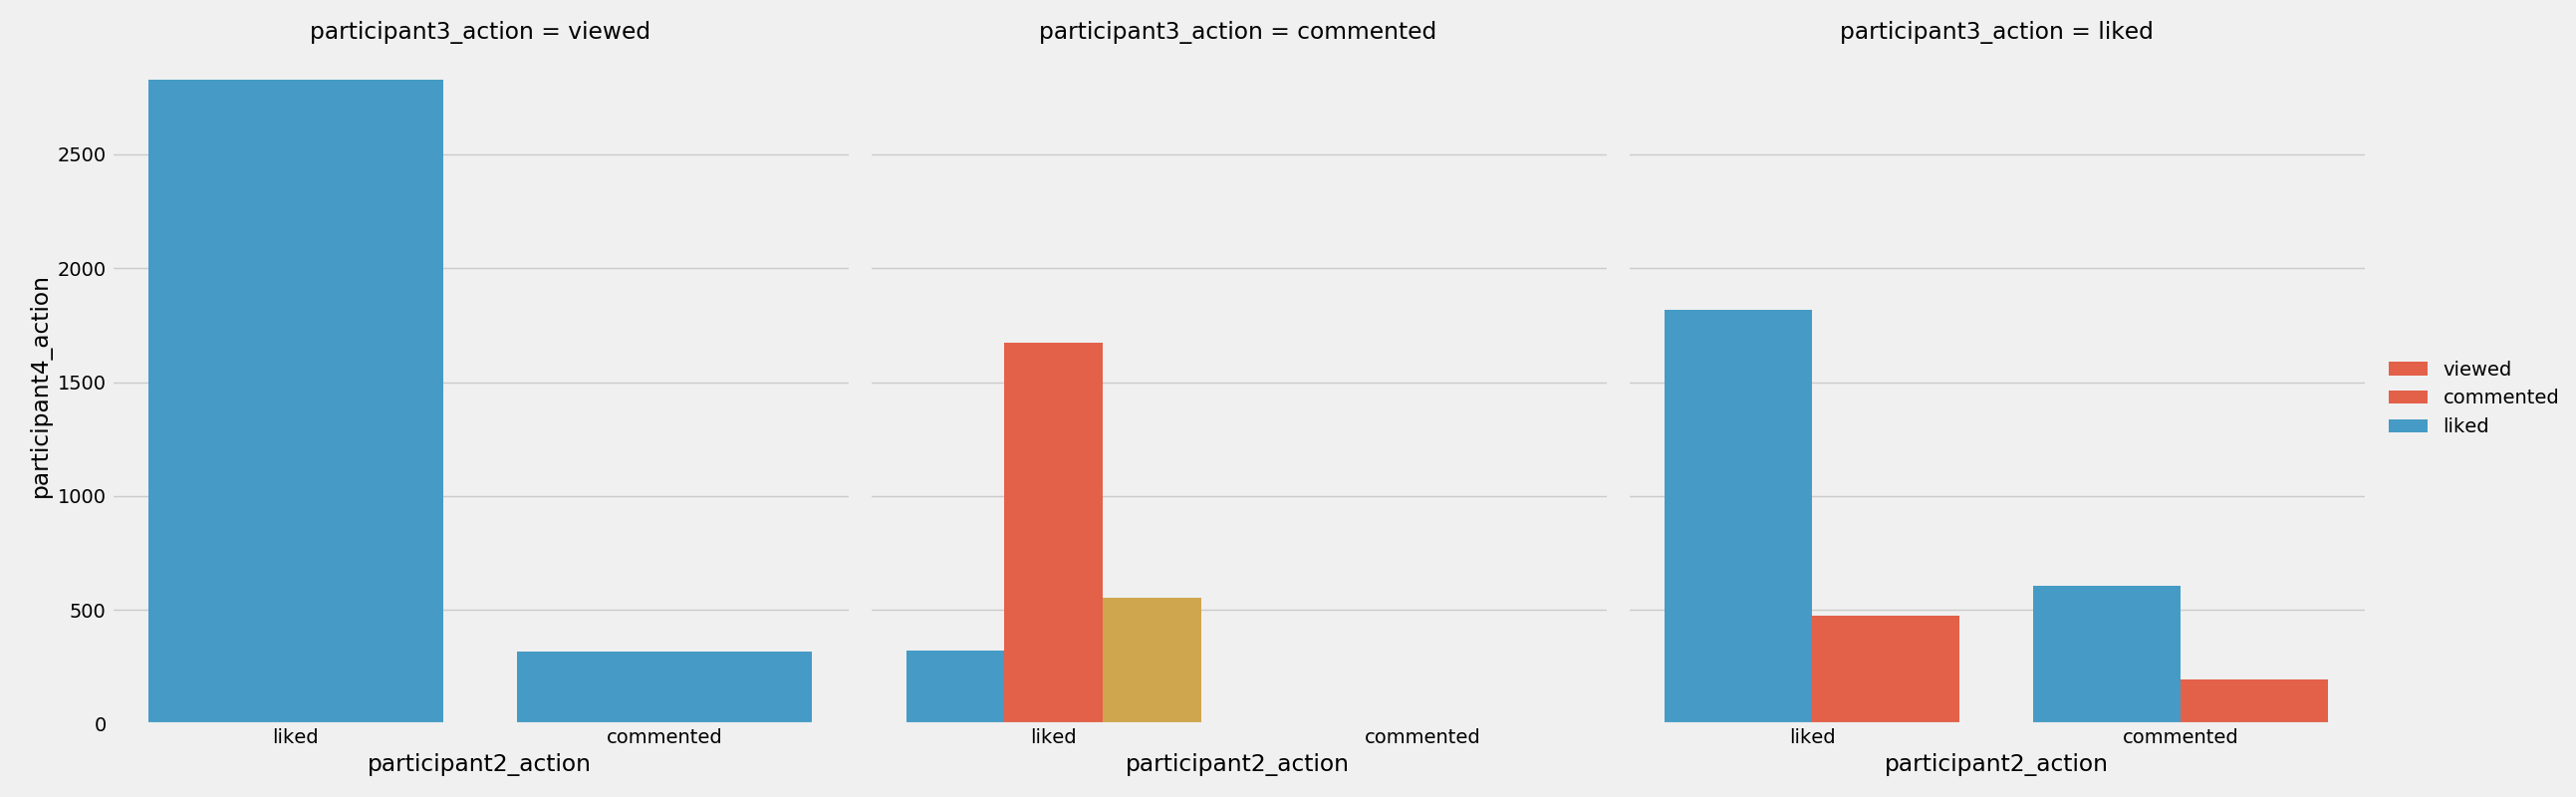 participant3_action = viewed
participant3_action = commented
participant3_action = liked
participant4_action
2500
2000
1500
1000
500
0
liked
commented
liked
commented
liked
commented
participant2_action
participant2_action
participant2_action
viewed
commented
liked